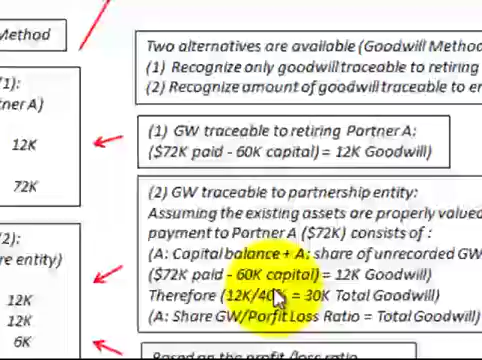 Method
(1):
tner A)
12K
72K
(2):
re entity)
12K
12K
6K
Two alternatives are available (Goodwill Method
(1) Recognize only goodwill traceable to retiring
(2) Recognize amount of goodwill traceable to en
(1) GW traceable to retiring Partner A:
($72K paid - 60K capital) = 12K Goodwill)
(2) GW traceable to partnership entity:
Assuming the existing assets are properly valued
payment to Partner A ($72K) consists of :
(A: Capital balance + A: share of unrecorded GW
($72K paid - 60K capital) = 12K Goodwill)
Therefore (12K/40% = 30K Total Goodwill)
(A: Share GW/Porfit Loss Ratio = Total Goodwill)
Based on the profit /loss ratio